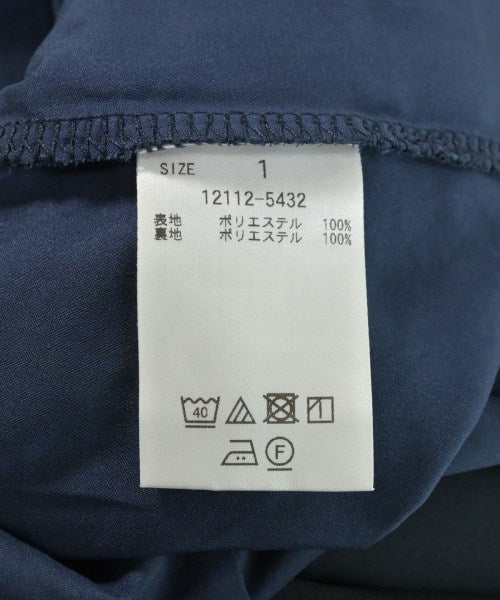 SIZE 1
12112-5432
表地 ポリエステル 100%
裏地 ポリエステル 100%
40
F